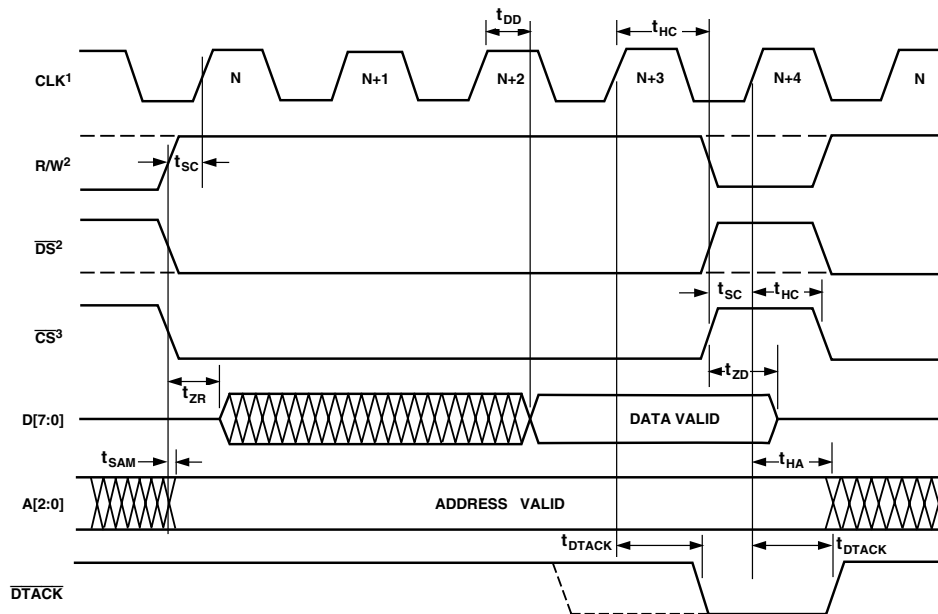 tDD
tHC
CLK¹
N
N+1
N+2
N+3
N+4
N
R/W²
tSC
DS²
tSC
tHC
CS³
tZR
tZD
D[7:0]
DATA VALID
tSAM
tHA
A[2:0]
ADDRESS VALID
tDTACK
tDTACK
DTACK